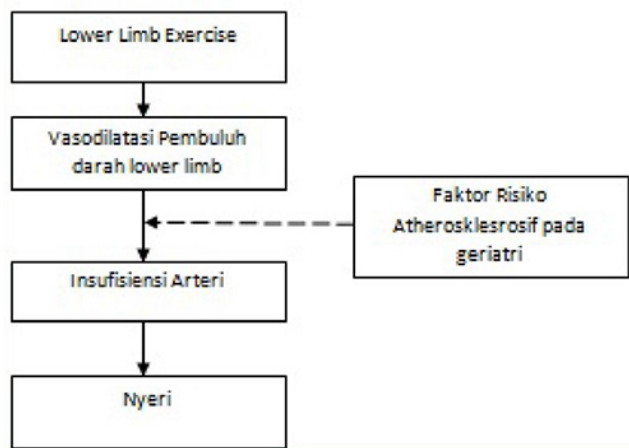 Lower Limb Exercise
Vasodilatasi Pembuluh
darah lower limb
Faktor Risiko
Atherosklesrosif pada
geriatri
Insufisiensi Arteri
Nyeri